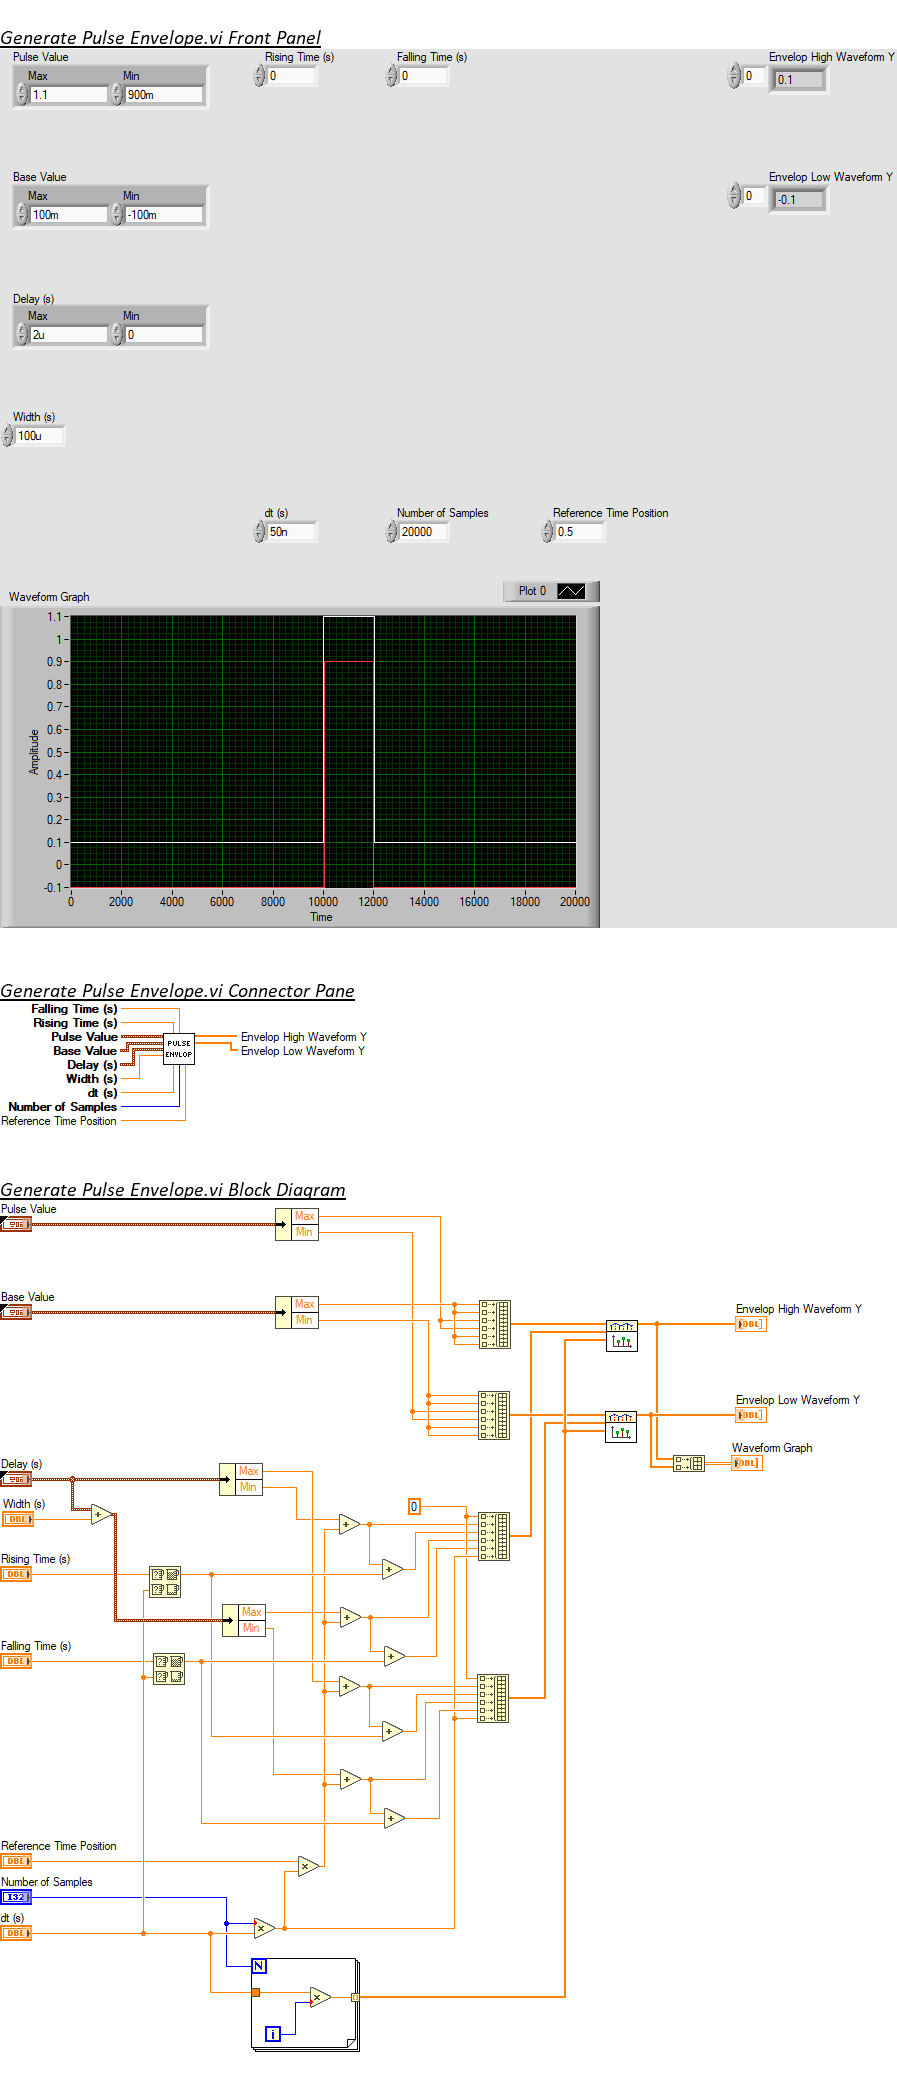 Generate Pulse Envelope.vi Front Panel
Pulse Value
Max Min
1.1 900m
Rising Time (s)
0
Falling Time (s)
0
Envelop High Waveform Y
0 0.1
Base Value
Max Min
100m -100m
Envelop Low Waveform Y
0 -0.1
Delay (s)
Max Min
2u 0
Width (s)
100u
dt (s)
50n
Number of Samples
20000
Reference Time Position
0.5
Waveform Graph
Plot 0
Amplitude
1.1
1
0.9
0.8
0.7
0.6
0.5
0.4
0.3
0.2
0.1
0
-0.1
0 2000 4000 6000 8000 10000 12000 14000 16000 18000 20000
Time
Generate Pulse Envelope.vi Connector Pane
Falling Time (s)
Rising Time (s)
Pulse Value
Base Value
Delay (s)
Width (s)
dt (s)
Number of Samples
Reference Time Position
PULSE
ENVLOP
Envelop High Waveform Y
Envelop Low Waveform Y
Generate Pulse Envelope.vi Block Diagram
Pulse Value
Max
Min
Base Value
Max
Min
Envelop High Waveform Y
DBL
Envelop Low Waveform Y
DBL
Waveform Graph
DBL
Delay (s)
Max
Min
Width (s)
DBL
0
Rising Time (s)
DBL
Max
Min
Falling Time (s)
DBL
Reference Time Position
DBL
Number of Samples
I32
dt (s)
DBL
N
i